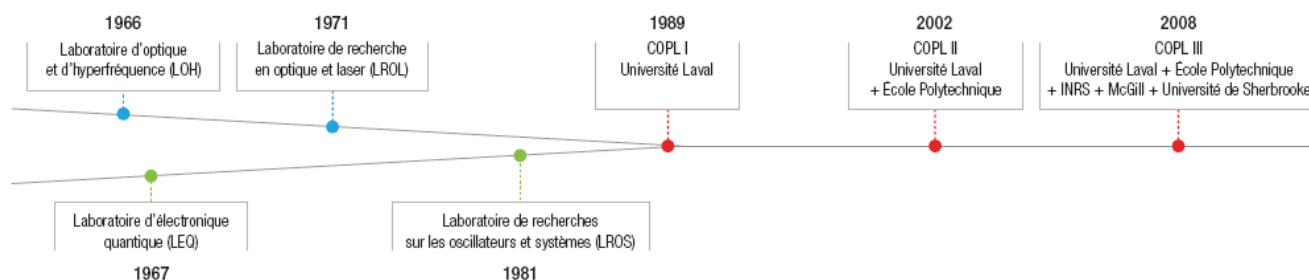 1966
Laboratoire d'optique
et d'hyperfréquence (LOH)
1971
Laboratoire de recherche
en optique et laser (LROL)
1989
COPL I
Université Laval
2002
COPL II
Université Laval
+ École Polytechnique
2008
COPL III
Université Laval + École Polytechnique
+ INRS + McGill + Université de Sherbrooke
Laboratoire d'électronique
quantique (LEQ)
1967
Laboratoire de recherches
sur les oscillateurs et systèmes (LROS)
1981